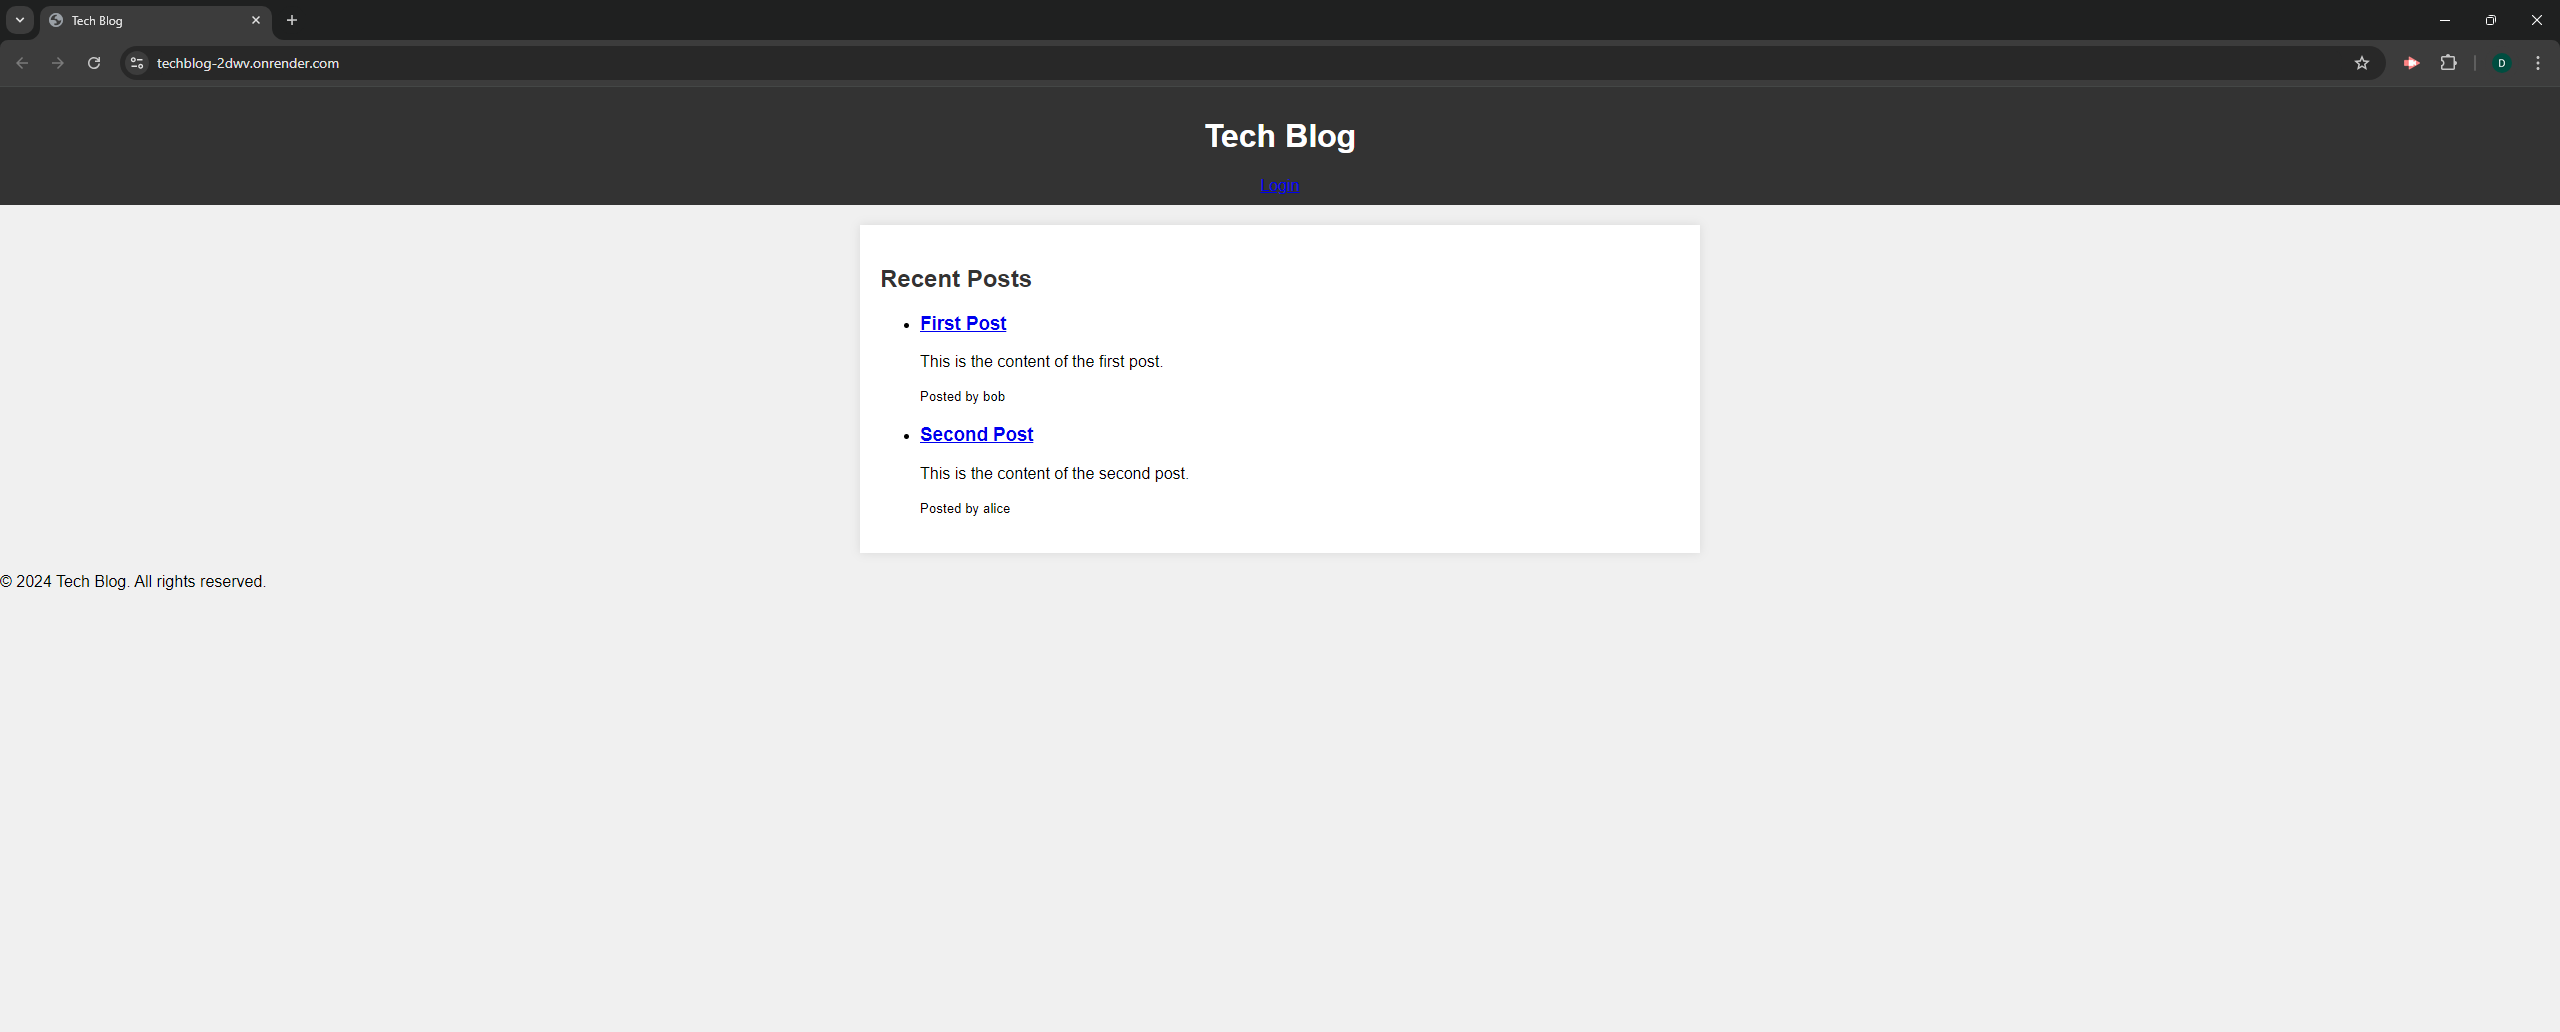 Tech Blog
techblog-2dwv.onrender.com
D
Tech Blog
Login
Recent Posts
First Post
This is the content of the first post.
Posted by bob
Second Post
This is the content of the second post.
Posted by alice
© 2024 Tech Blog. All rights reserved.